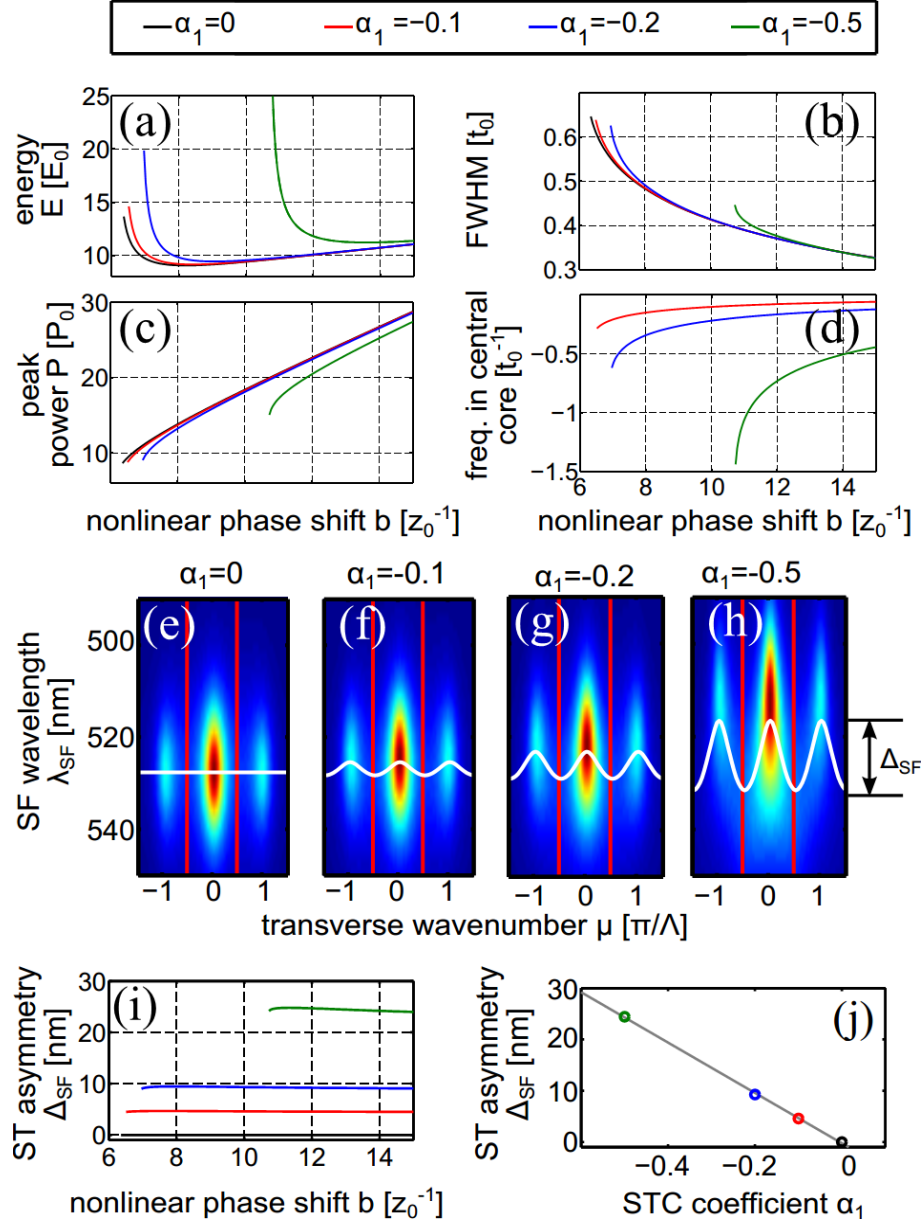 α₁=0 α₁=−0.1 α₁=−0.2 α₁=−0.5
(a)
energy
E [E₀]
25
20
15
10
(b)
FWHM [t₀]
0.6
0.5
0.4
0.3
(c)
peak
power P [P₀]
30
20
10
(d)
freq. in central
core [t₀⁻¹]
−0.5
−1
−1.5
6 8 10 12 14
nonlinear phase shift b [z₀⁻¹]
nonlinear phase shift b [z₀⁻¹]
α₁=0 α₁=−0.1 α₁=−0.2 α₁=−0.5
(e) (f) (g) (h)
SF wavelength
λSF [nm]
500
520
540
ΔSF
−1 0 1 −1 0 1 −1 0 1 −1 0 1
transverse wavenumber μ [π/Λ]
(i)
ST asymmetry
ΔSF [nm]
30
20
10
0
8 10 12 14 15
nonlinear phase shift b [z₀⁻¹]
(j)
ST asymmetry
ΔSF [nm]
30
20
10
0
−0.4 −0.2 0
STC coefficient α₁